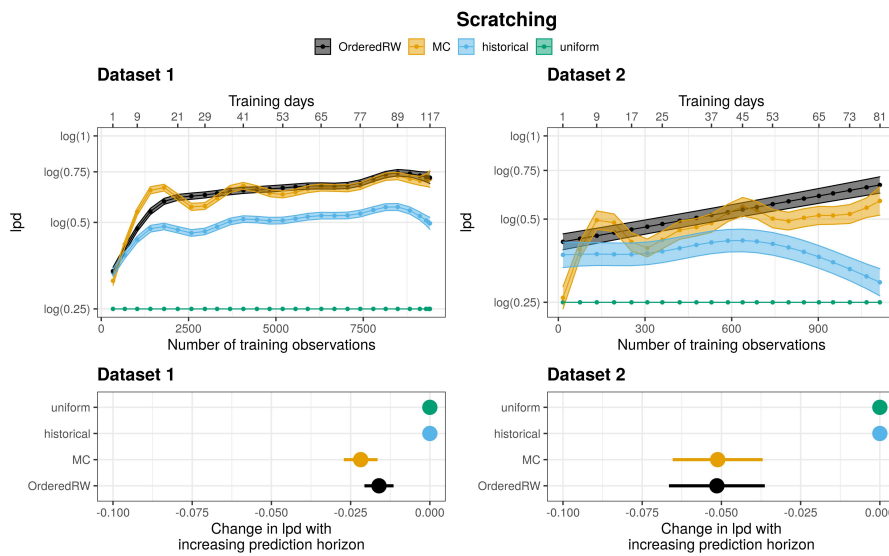 Scratching
OrderedRW MC historical uniform
Dataset 1
Training days
1 9 21 29 41 53 65 77 89 117
log(1)
log(0.75)
log(0.5)
log(0.25)
lpd
0 2500 5000 7500
Number of training observations
Dataset 2
Training days
1 9 17 25 37 45 53 65 73 81
log(1)
log(0.75)
log(0.5)
log(0.25)
lpd
0 300 600 900
Number of training observations
Dataset 1
uniform
historical
MC
OrderedRW
-0.100 -0.075 -0.050 -0.025 0.000
Change in lpd with
increasing prediction horizon
Dataset 2
uniform
historical
MC
OrderedRW
-0.100 -0.075 -0.050 -0.025 0.000
Change in lpd with
increasing prediction horizon